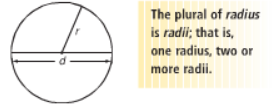 r
d
The plural of radius
is radii; that is,
one radius, two or
more radii.